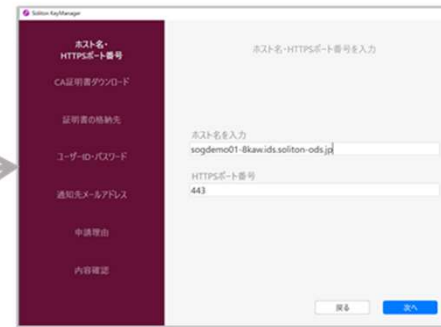 Soliton KeyManager
ホスト名・
HTTPSポート番号
CA証明書ダウンロード
証明書の格納先
ユーザーID・パスワード
通知先メールアドレス
申請理由
内容確認
ホスト名・HTTPSポート番号を入力
ホスト名を入力
sogdemo01-8kaw.ids.soliton-ods.jp
HTTPSポート番号
443
戻る
次へ